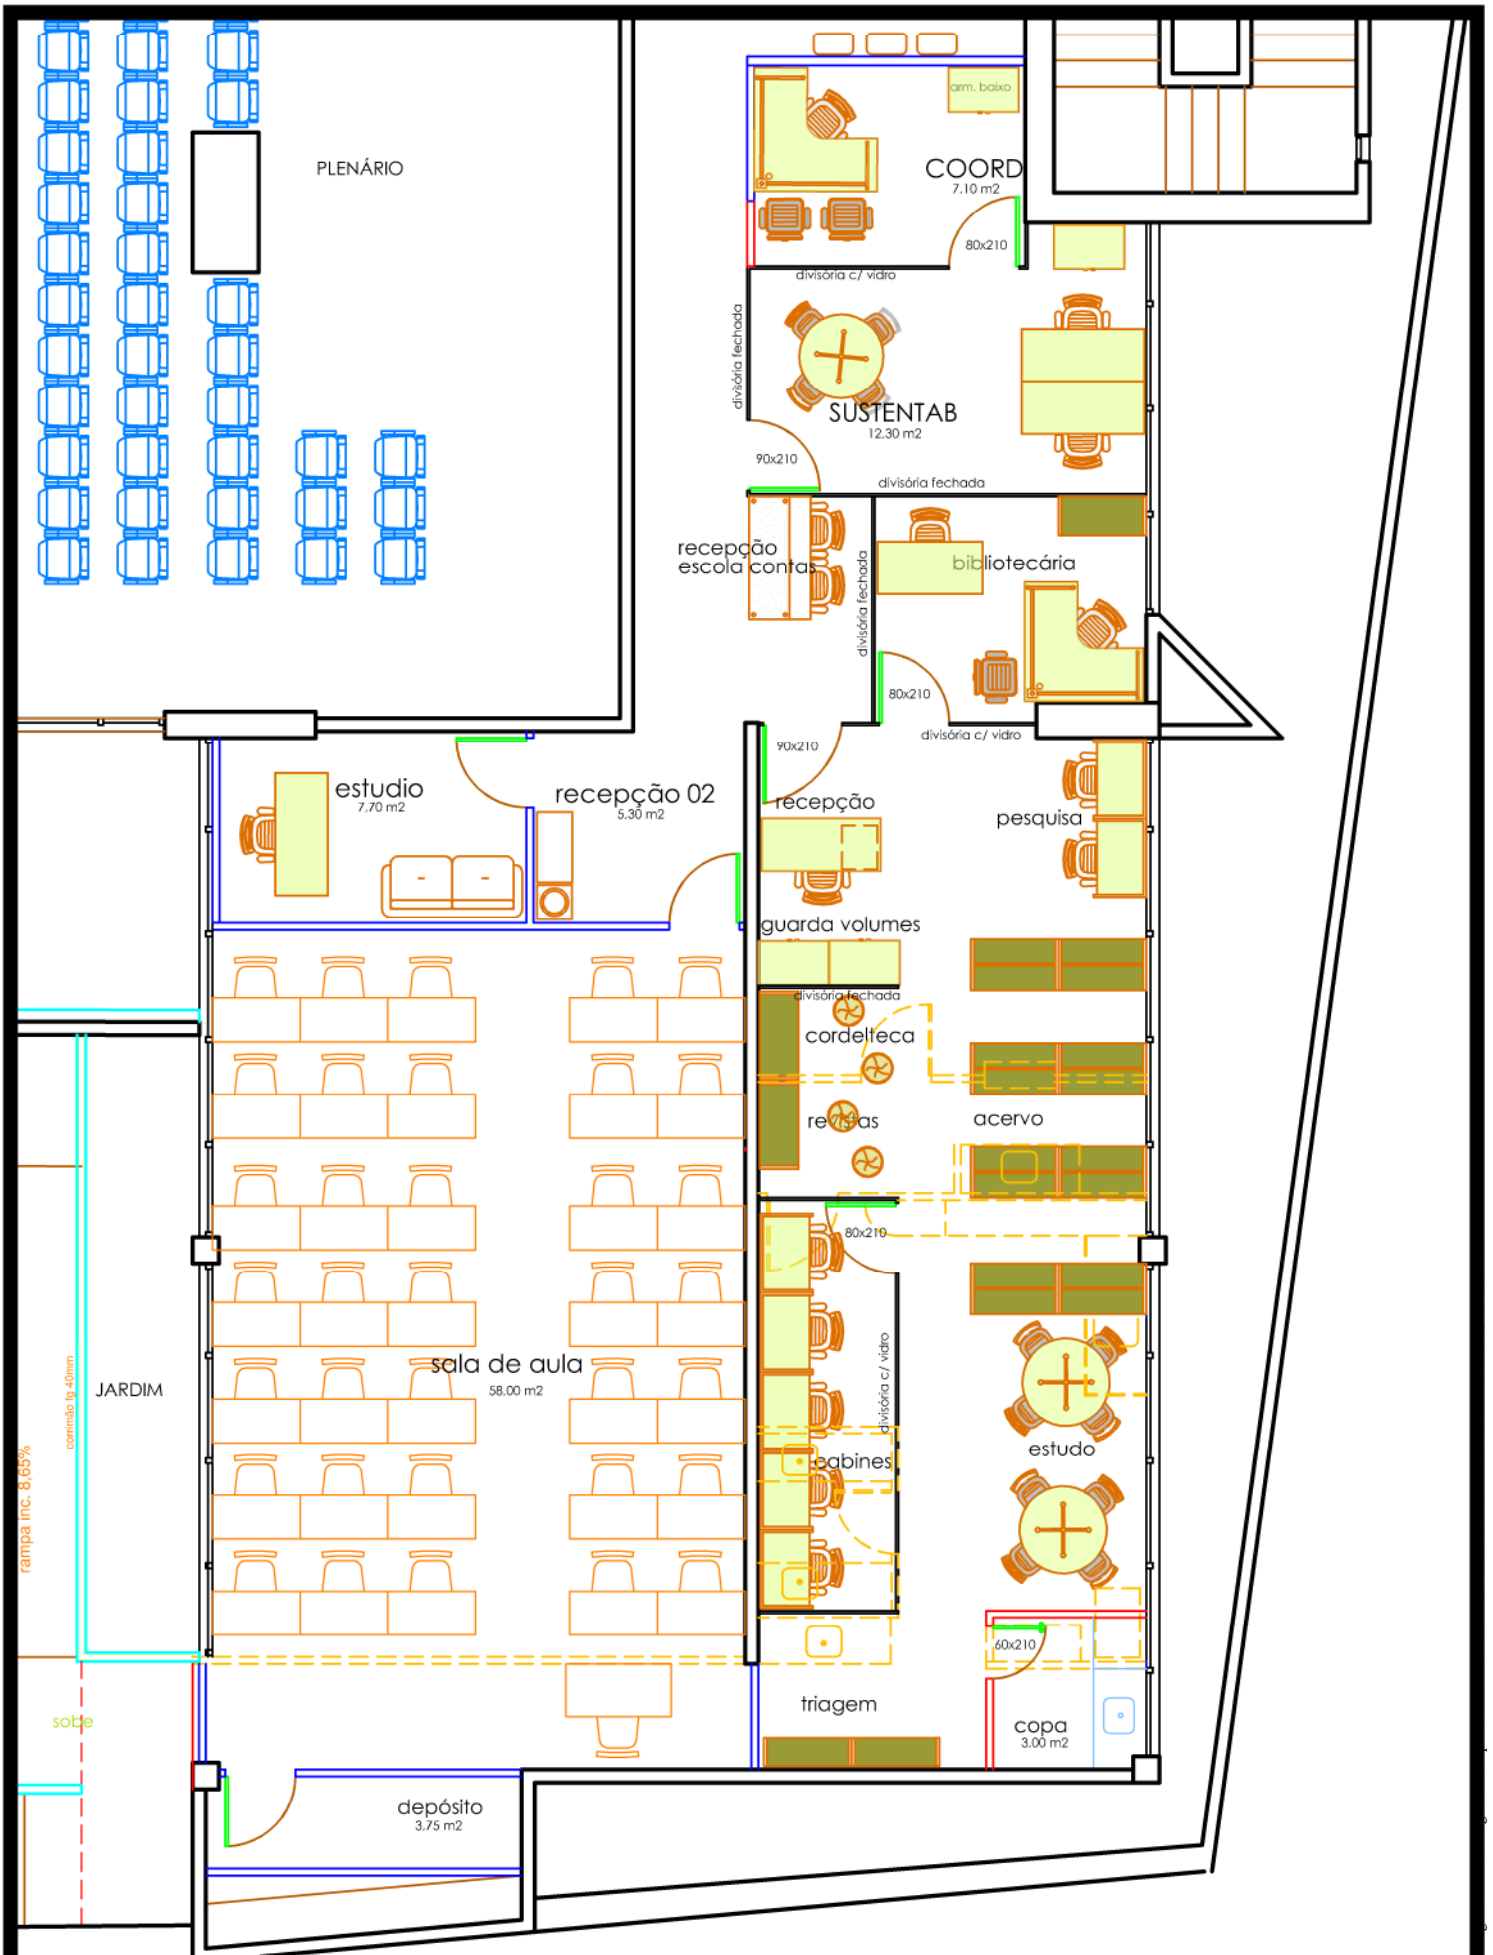 PLENÁRIO
arm. baixo
COORD
7,10 m2
80x210
divisória c/ vidro
divisória fechada
SUSTENTAB
12,30 m2
90x210
divisória fechada
recepção
escola contas
divisória fechada
bibliotecária
80x210
divisória c/ vidro
90x210
estudio
7,70 m2
recepção 02
5,30 m2
recepção
pesquisa
guarda volumes
divisória fechada
cordelteca
revistas
acervo
80x210
sala de aula
58,00 m2
divisória c/ vidro
cabines
estudo
JARDIM
corrimão fg 40mm
rampa inc. 8,65%
60x210
triagem
copa
3,00 m2
sobe
depósito
3,75 m2